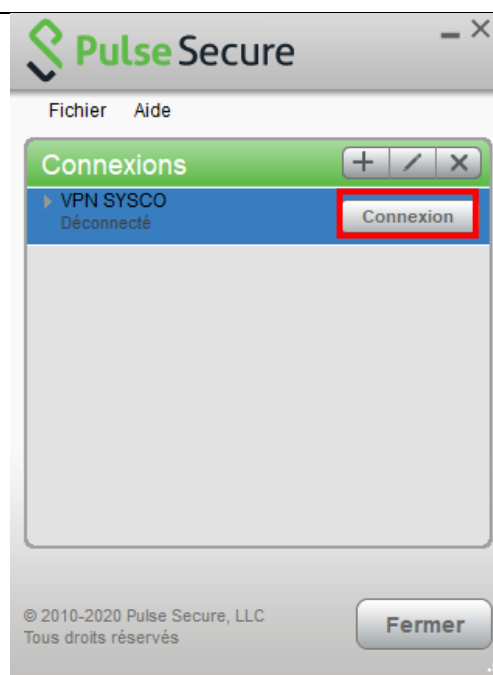 Pulse Secure
Fichier Aide
Connexions
VPN SYSCO
Déconnecté
Connexion
© 2010-2020 Pulse Secure, LLC
Tous droits réservés
Fermer